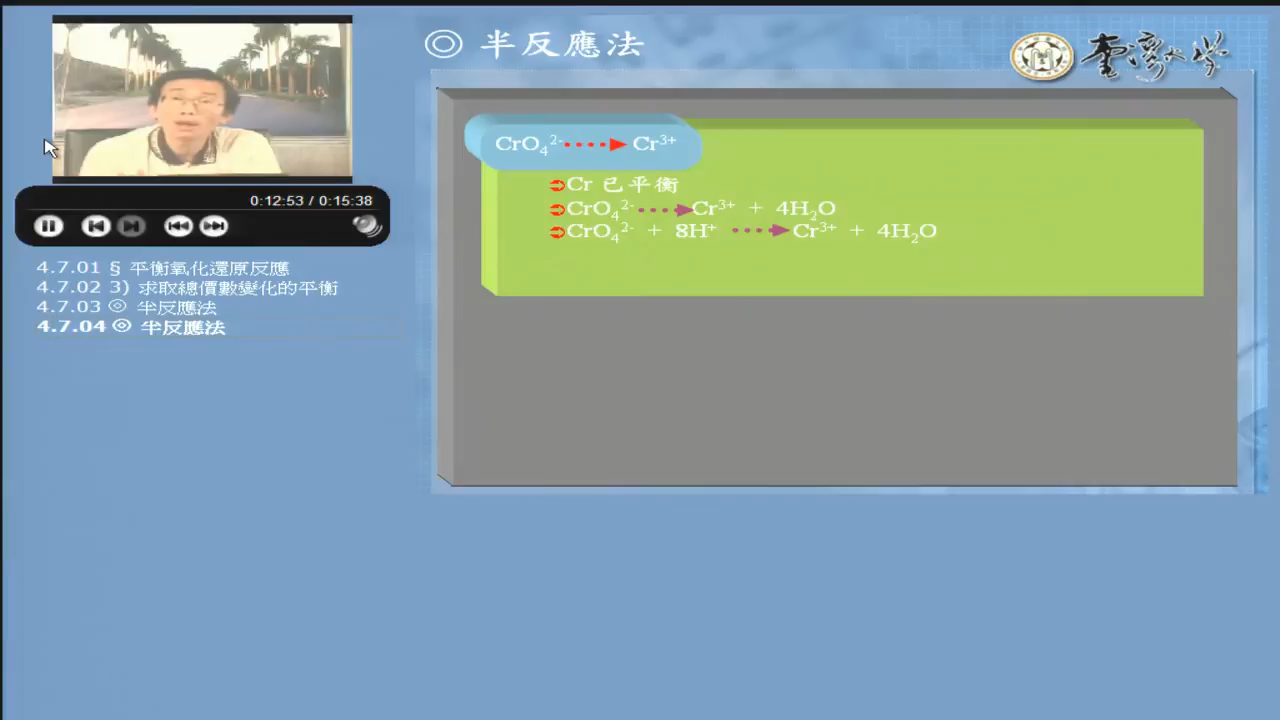 ◎ 半反應法
臺灣大學
CrO₄²⁻ ····▶ Cr³⁺
➲Cr 已平衡
➲CrO₄²⁻ ····▶Cr³⁺ + 4H₂O
➲CrO₄²⁻ + 8H⁺ ····▶Cr³⁺ + 4H₂O
0:12:53 / 0:15:38
4.7.01 § 平衡氧化還原反應
4.7.02 3) 求取總價數變化的平衡
4.7.03 ◎ 半反應法
4.7.04 ◎ 半反應法